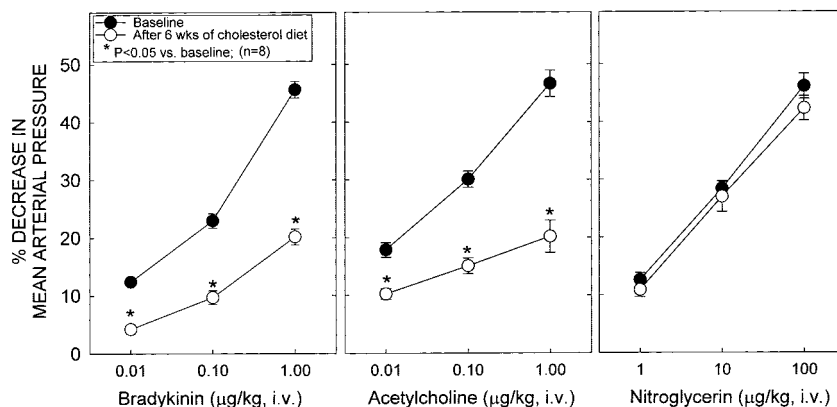 Baseline
After 6 wks of cholesterol diet
* P<0.05 vs. baseline; (n=8)
% DECREASE IN
MEAN ARTERIAL PRESSURE
50
40
30
20
10
0
*
*
*
*
*
*
0.01 0.10 1.00
0.01 0.10 1.00
1 10 100
Bradykinin (µg/kg, i.v.)
Acetylcholine (µg/kg, i.v.)
Nitroglycerin (µg/kg, i.v.)